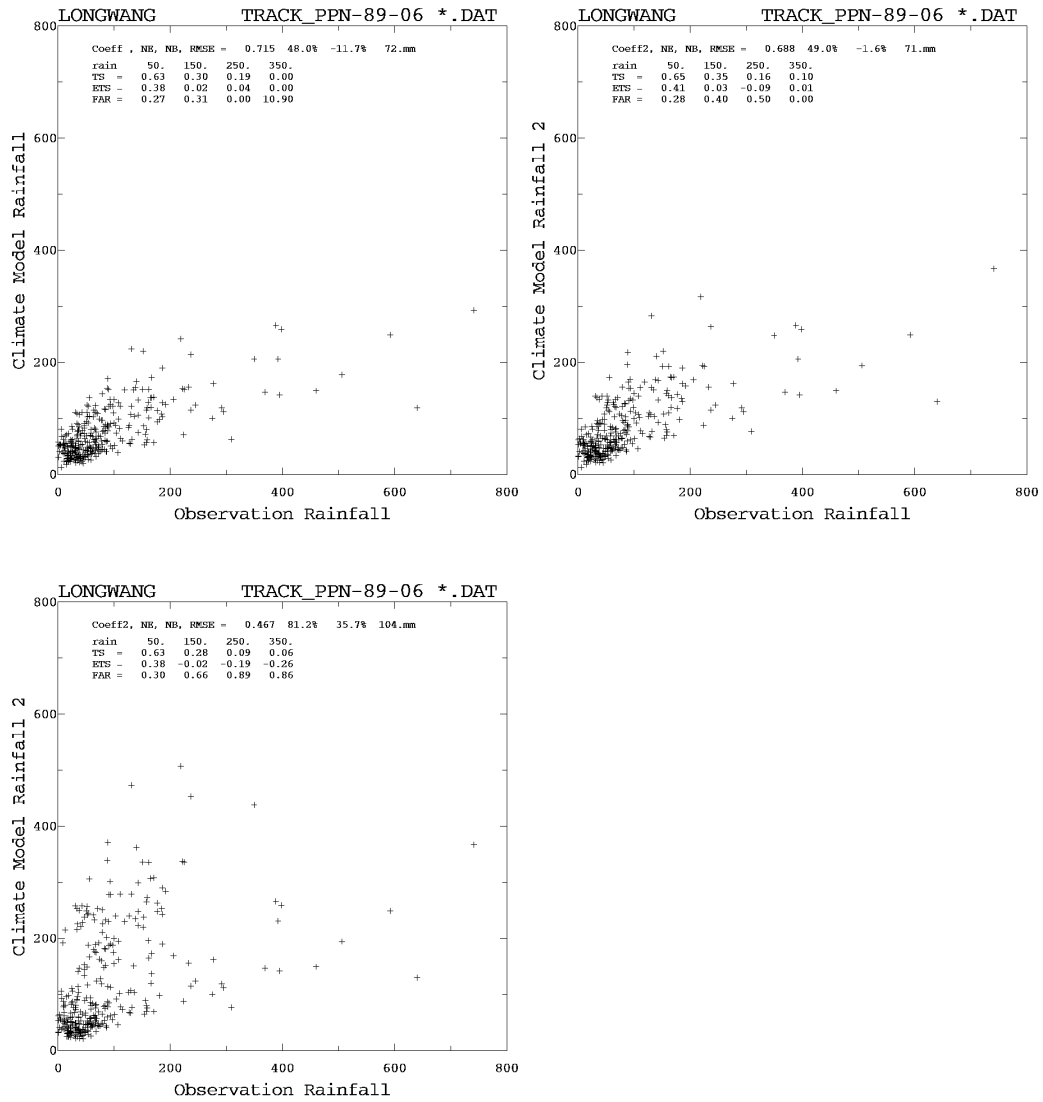 LONGWANG TRACK_PPN-89-06 *.DAT
800
Coeff , NE, NB, RMSE = 0.715 48.0% -11.7% 72.mm
rain 50. 150. 250. 350.
TS = 0.63 0.30 0.19 0.00
ETS = 0.38 0.02 0.04 0.00
FAR = 0.27 0.31 0.00 10.90
600
400
200
0
Climate Model Rainfall
0 200 400 600 800
Observation Rainfall
LONGWANG TRACK_PPN-89-06 *.DAT
800
Coeff2, NE, NB, RMSE = 0.688 49.0% -1.6% 71.mm
rain 50. 150. 250. 350.
TS = 0.65 0.35 0.16 0.10
ETS = 0.41 0.03 -0.09 0.01
FAR = 0.28 0.40 0.50 0.00
600
400
200
0
Climate Model Rainfall 2
0 200 400 600 800
Observation Rainfall
LONGWANG TRACK_PPN-89-06 *.DAT
800
Coeff2, NE, NB, RMSE = 0.467 81.2% 35.7% 104.mm
rain 50. 150. 250. 350.
TS = 0.63 0.28 0.09 0.06
ETS = 0.38 -0.02 -0.19 -0.26
FAR = 0.30 0.66 0.89 0.86
600
400
200
0
Climate Model Rainfall 2
0 200 400 600 800
Observation Rainfall